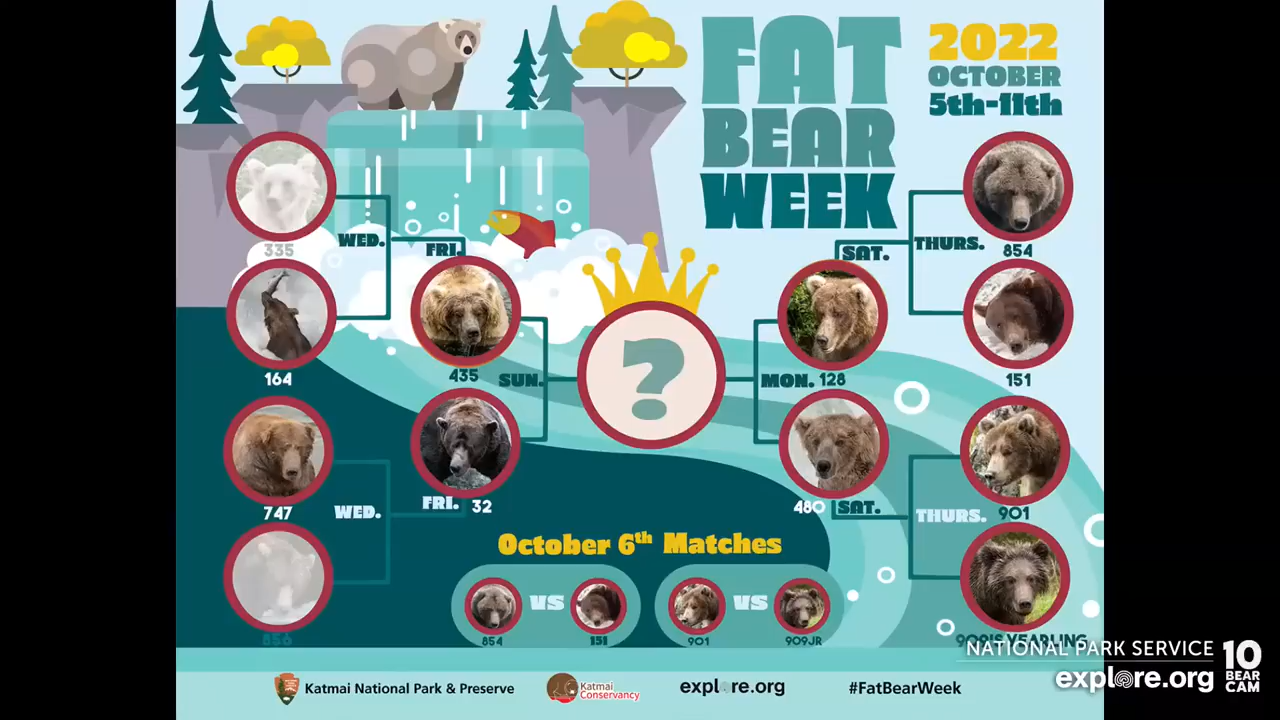 FAT
BEAR
WEEK
2022
OCTOBER
5th-11th
335
WED.
FRI.
164
435
SUN.
747
WED.
FRI. 32
856
?
SAT.
THURS.
854
MON. 128
151
480 SAT.
THURS. 901
909'S YEARLING
October 6th Matches
VS
854
151
VS
901
909JR
NATIONAL PARK SERVICE
explore.org
10
BEAR
CAM
Katmai National Park & Preserve
Katmai
Conservancy
explore.org
#FatBearWeek